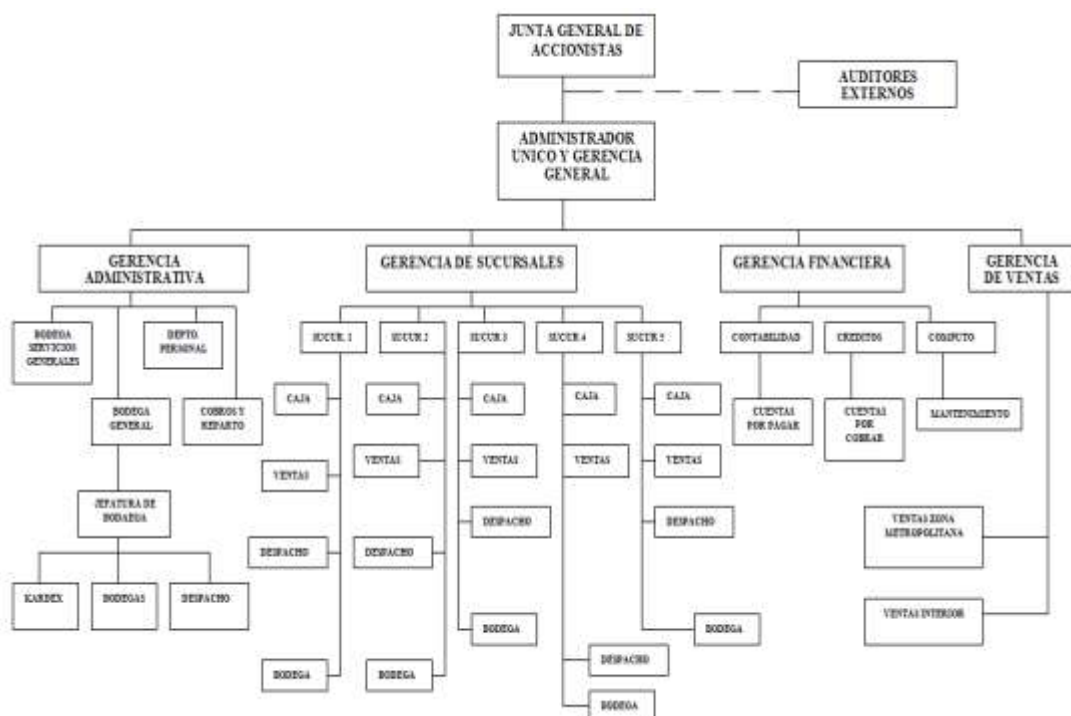 JUNTA GENERAL DE
ACCIONISTAS
AUDITORES
EXTERNOS
ADMINISTRADOR
UNICO Y GERENCIA
GENERAL
GERENCIA
ADMINISTRATIVA
GERENCIA DE SUCURSALES
GERENCIA FINANCIERA
GERENCIA
DE VENTAS
BODEGA
SERVICIOS
GENERALES
DEPTO.
PERSINAL
SUCUR. 1
SUCUR 2
SUCUR 3
SUCUR 4
SUCUR 5
CONTABILIDAD
CREDITOS
COMPUTO
CAJA
CAJA
CAJA
CAJA
CAJA
BODEGA
GENERAL
COBROS Y
REPARTO
CUENTAS
POR PAGAR
CUENTAS
POR
COBRAR
MANTENIMIENTO
VENTAS
VENTAS
VENTAS
VENTAS
VENTAS
JEFATURA DE
BODAEGA
DESPACHO
DESPACHO
VENTAS ZONA
METROPOLITANA
DESPACHO
DESPACHO
KARDEX
BODEGAS
DESPACHO
VENTAS INTERIOR
BODEGA
BODEGA
DESPACHO
BODEGA
BODEGA
BODEGA